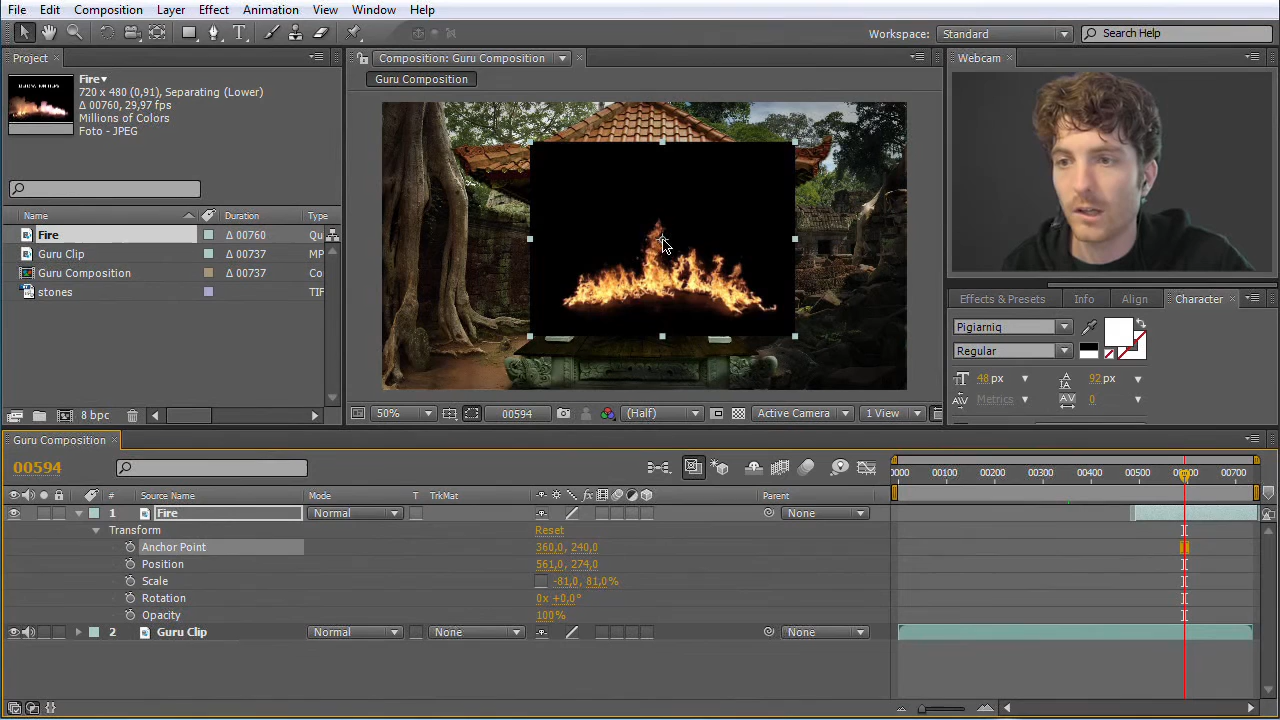 File Edit Composition Layer Effect Animation View Window Help
Workspace: Standard Search Help
Project
Composition: Guru Composition
Webcam
Guru Composition
Fire▾
720 x 480 (0,91), Separating (Lower)
Δ 00760, 29,97 fps
Millions of Colors
Foto - JPEG
Name Duration Type
Fire Δ 00760 Qu
Guru Clip Δ 00737 MP
Guru Composition Δ 00737 Co
stones TIF
8 bpc
50% 00594 (Half) Active Camera 1 View
Effects & Presets Info Align Character
Pigiarniq
Regular
48 px 92 px
Metrics 0
Guru Composition
00594
0000 00100 00200 00300 00400 00500 00600 00700
# Source Name Mode T TrkMat Parent
1 Fire Normal None
Transform Reset
Anchor Point 360,0, 240,0
Position 561,0, 274,0
Scale -81,0, 81,0%
Rotation 0x +0,0°
Opacity 100%
2 Guru Clip Normal None None